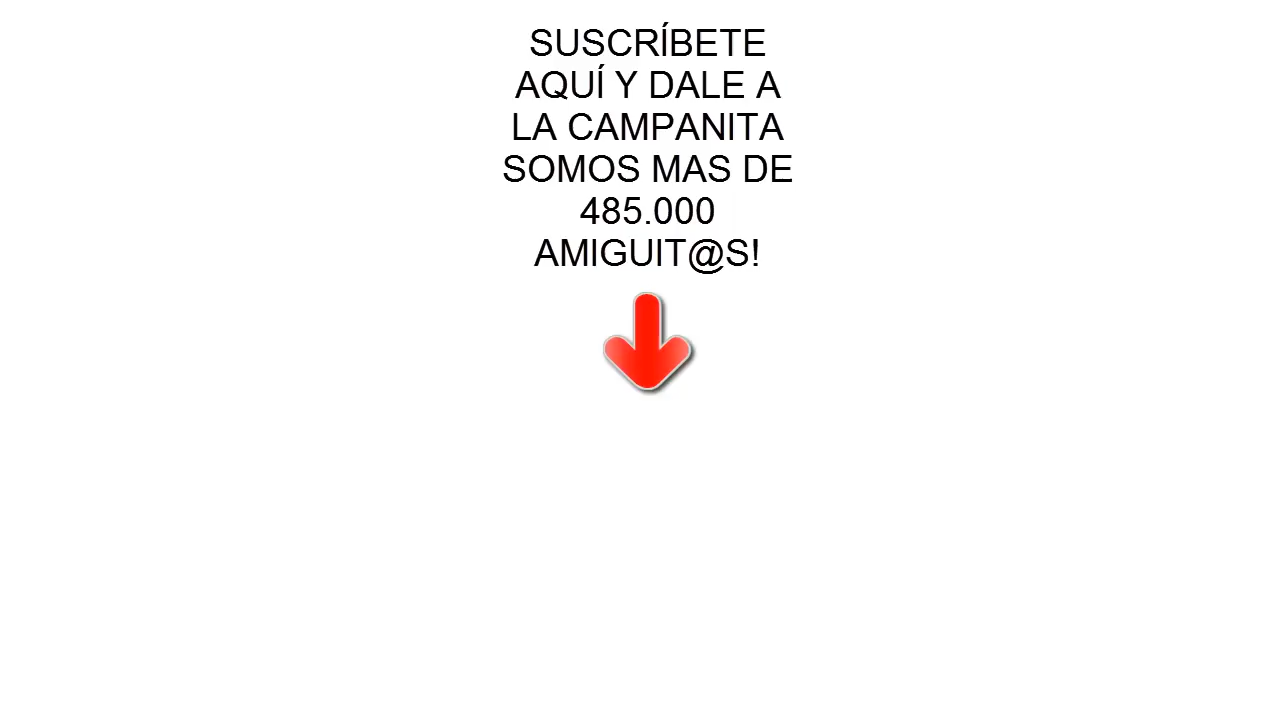 SUSCRÍBETE
AQUÍ Y DALE A
LA CAMPANITA
SOMOS MAS DE
485.000
AMIGUIT@S!